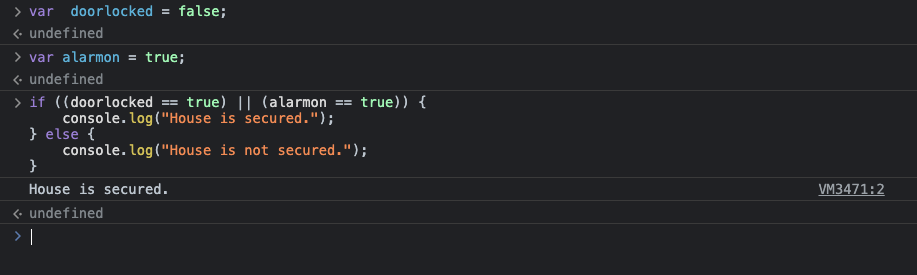 > var  doorlocked = false;
<· undefined
> var alarmon = true;
<· undefined
> if ((doorlocked == true) || (alarmon == true)) {
    console.log("House is secured.");
} else {
    console.log("House is not secured.");
}
House is secured. VM3471:2
<· undefined
>